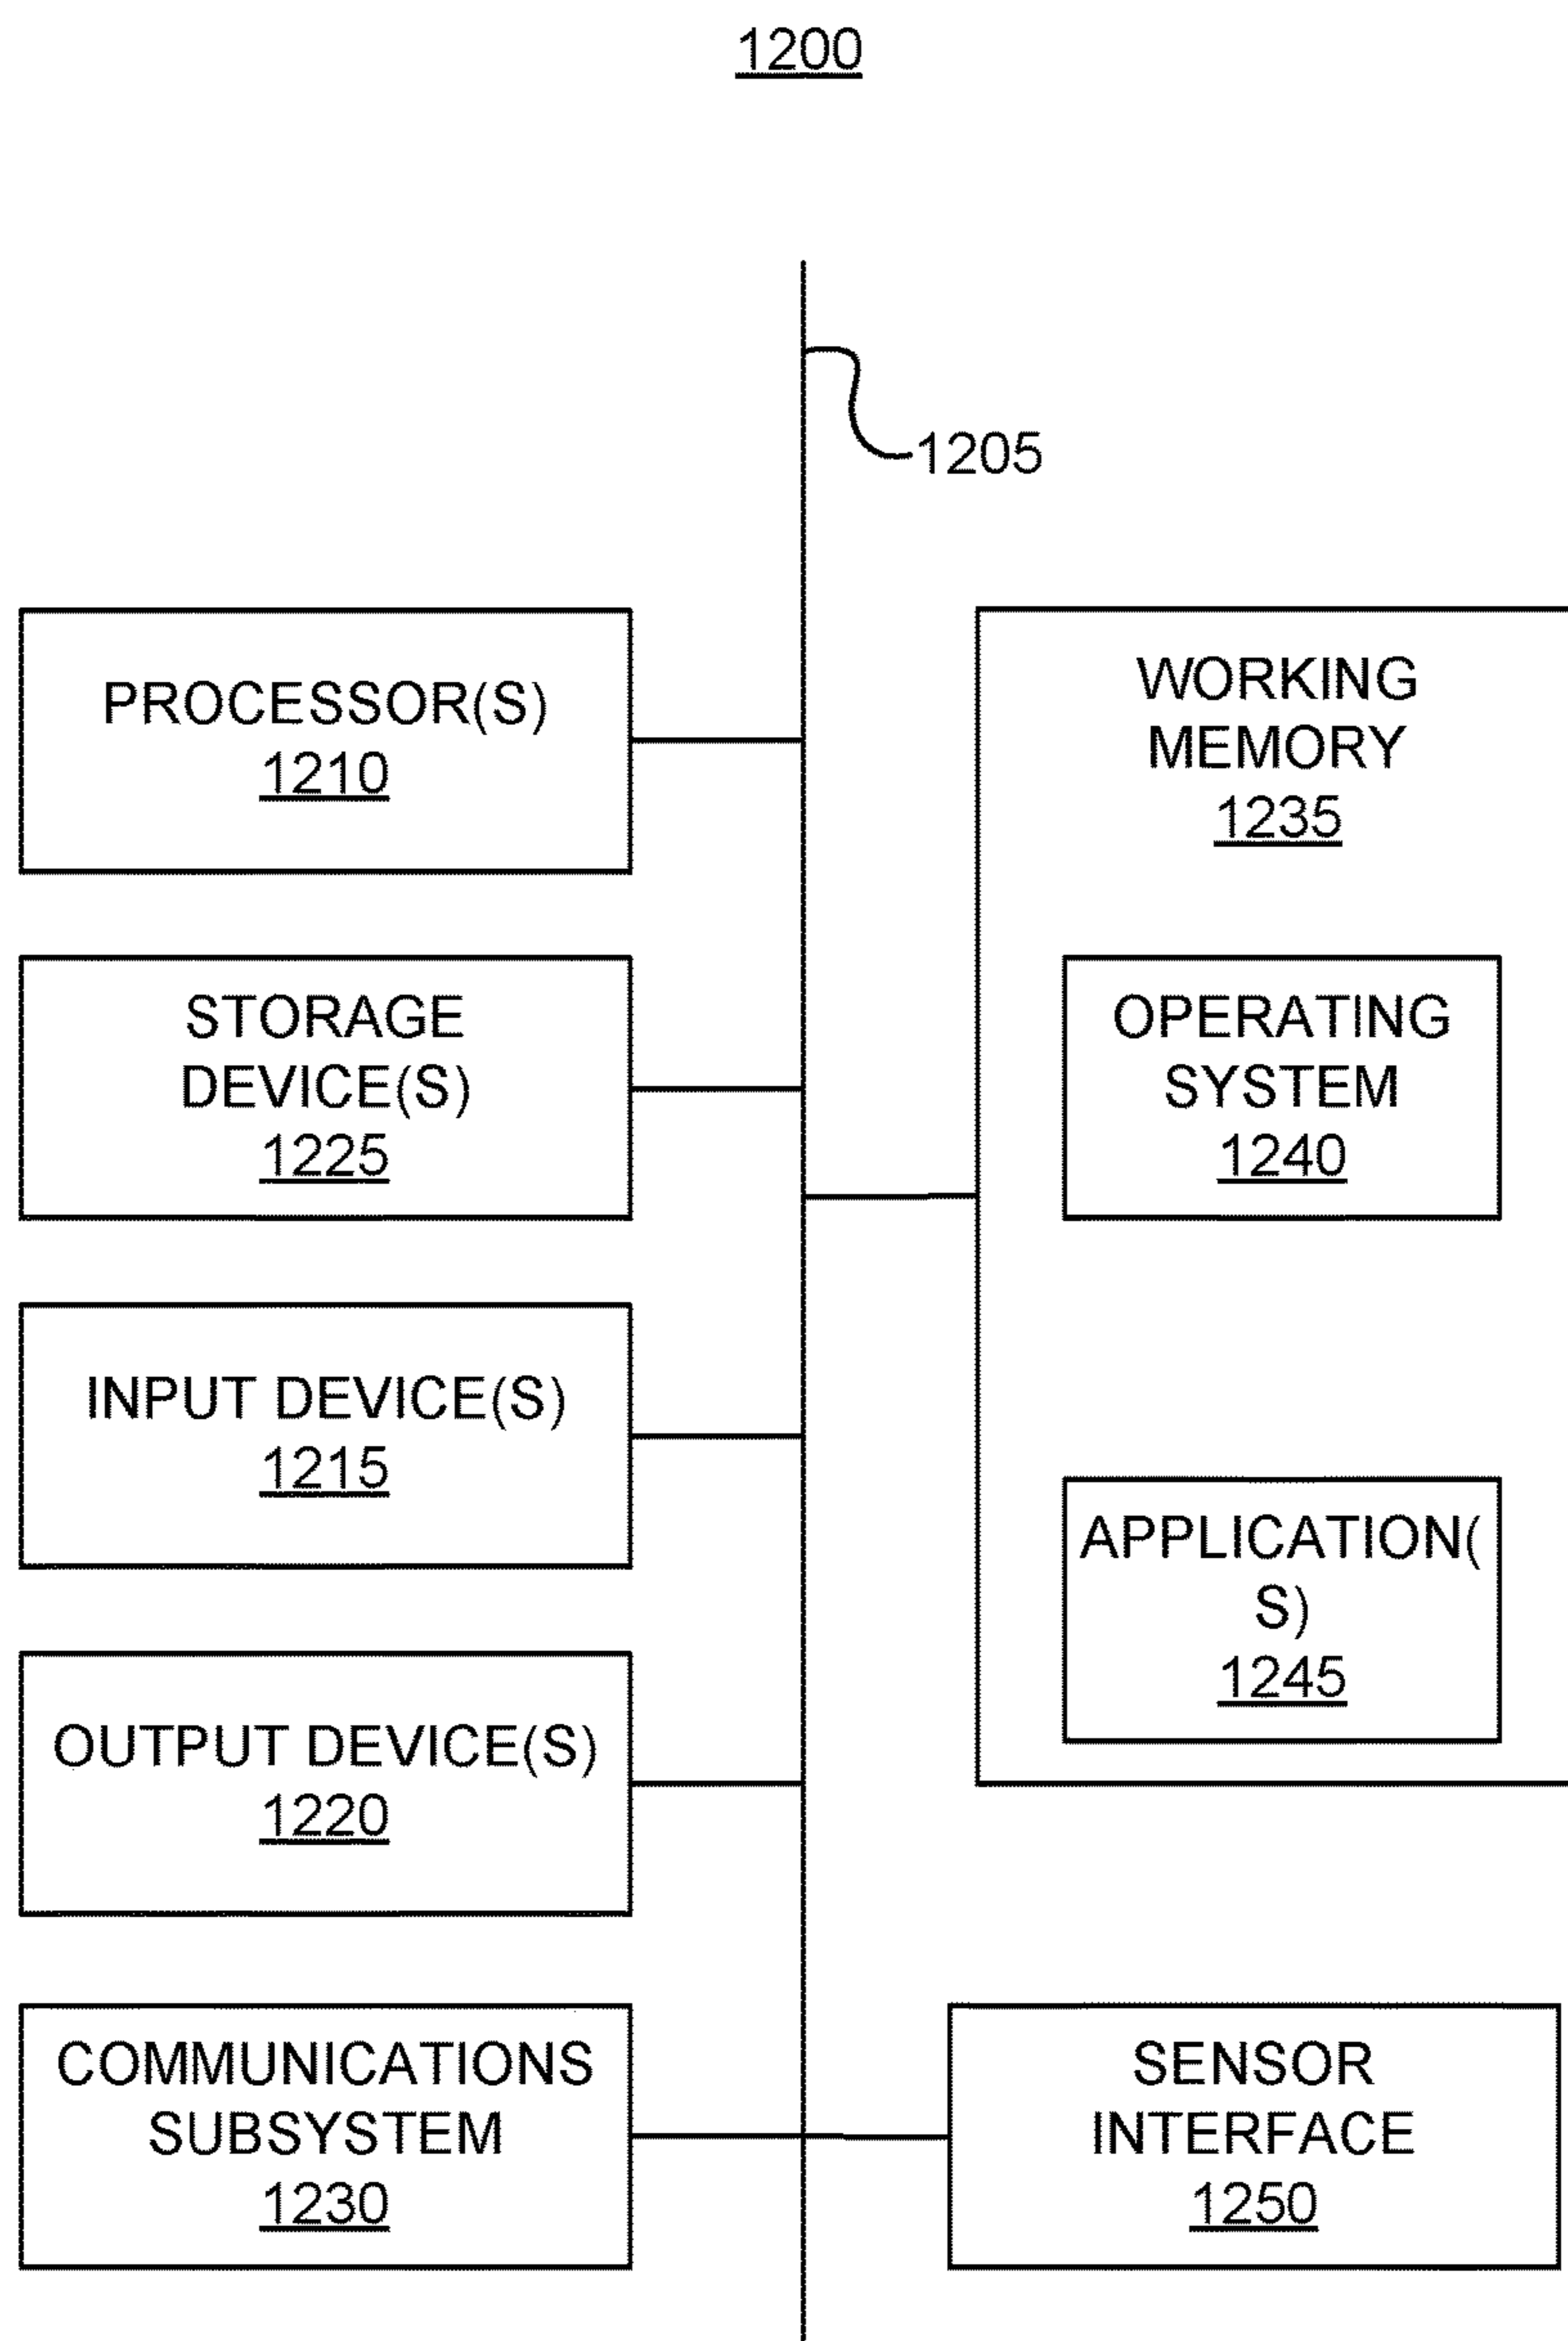 1200
1205
PROCESSOR(S)
1210
STORAGE
DEVICE(S)
1225
INPUT DEVICE(S)
1215
OUTPUT DEVICE(S)
1220
COMMUNICATIONS
SUBSYSTEM
1230
WORKING
MEMORY
1235
OPERATING
SYSTEM
1240
APPLICATION(
S)
1245
SENSOR
INTERFACE
1250